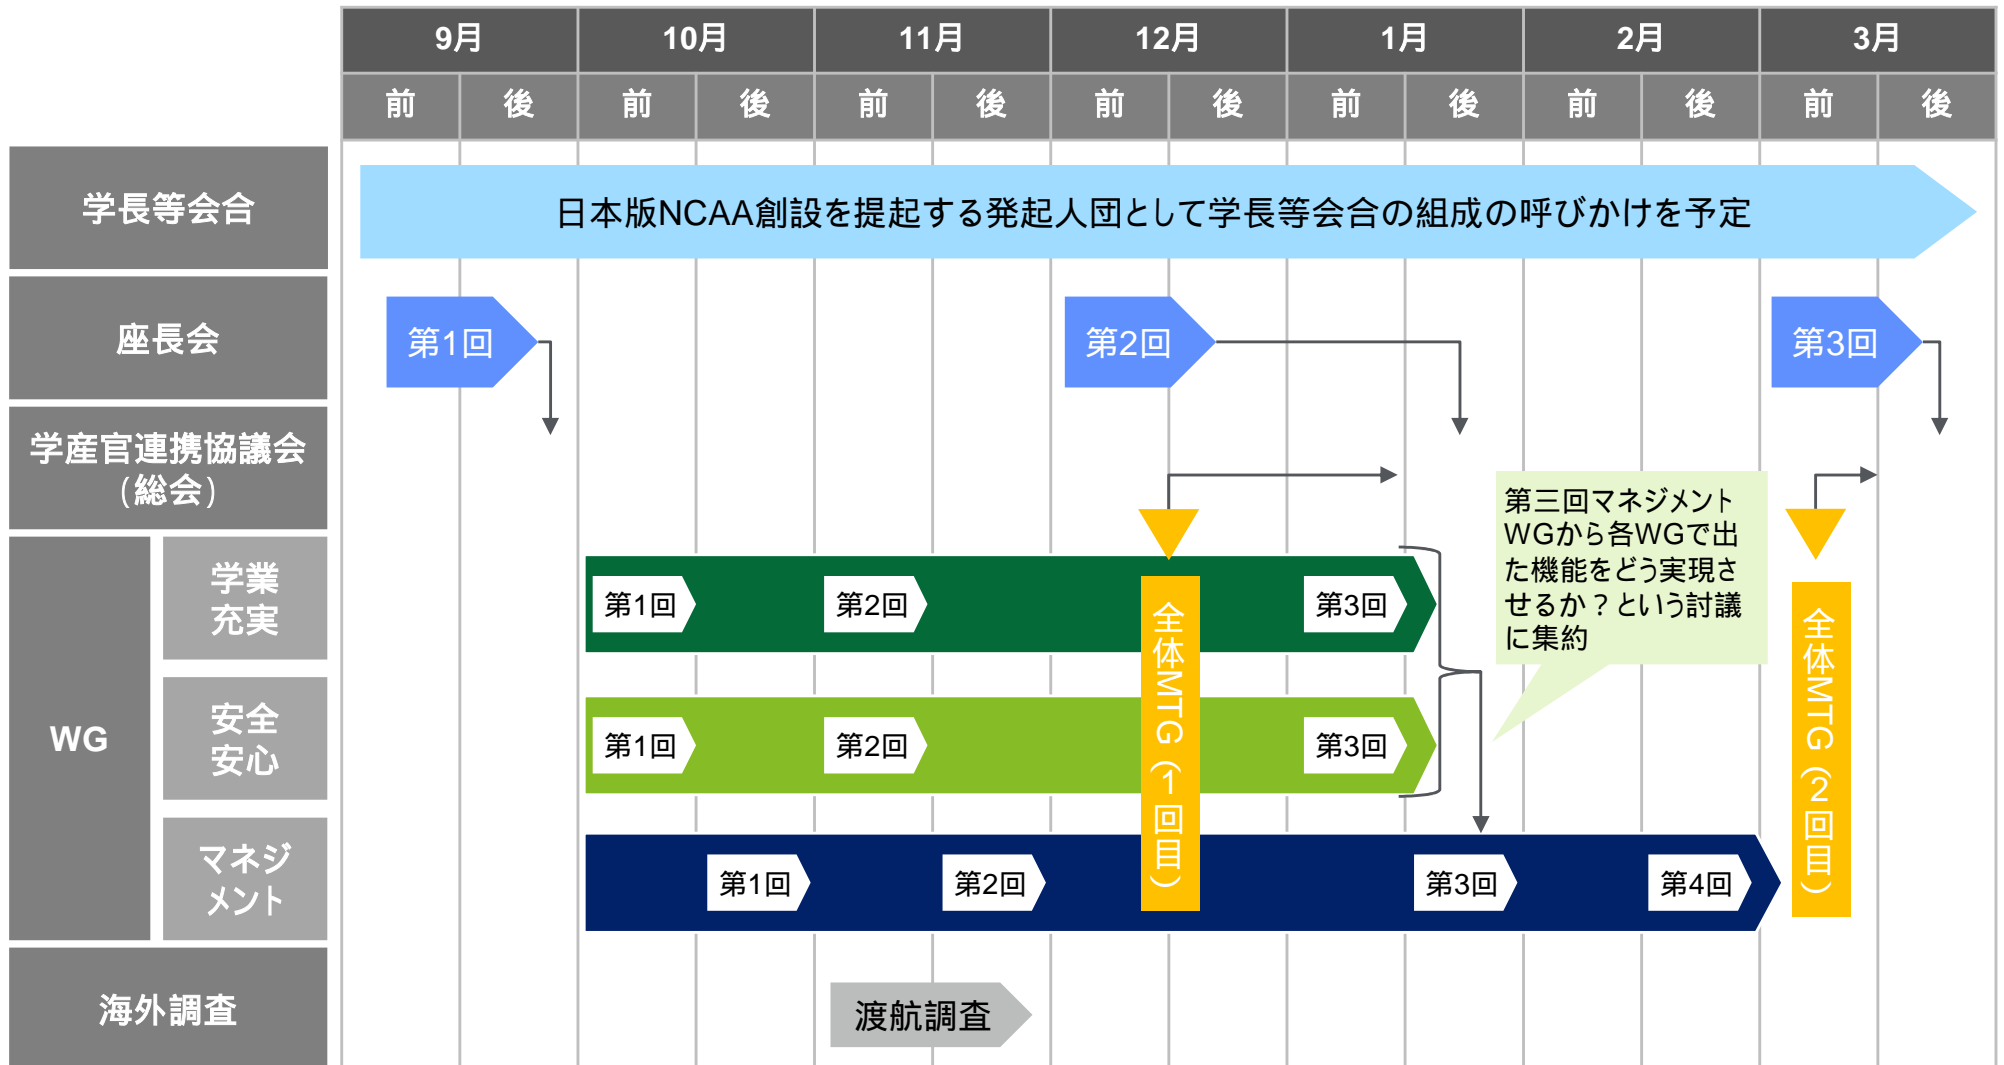 9月 10月 11月 12月 1月 2月 3月
前 後 前 後 前 後 前 後 前 後 前 後 前 後
学長等会合
日本版NCAA創設を提起する発起人団として学長等会合の組成の呼びかけを予定
座長会
第1回
第2回
第3回
学産官連携協議会
(総会)
第三回マネジメント
WGから各WGで出
た機能をどう実現さ
せるか？という討議
に集約
WG
学業
充実
第1回
第2回
第3回
安全
安心
第1回
第2回
第3回
マネジ
メント
第1回
第2回
第3回
第4回
全体MTG（1回目）
全体MTG（2回目）
海外調査
渡航調査